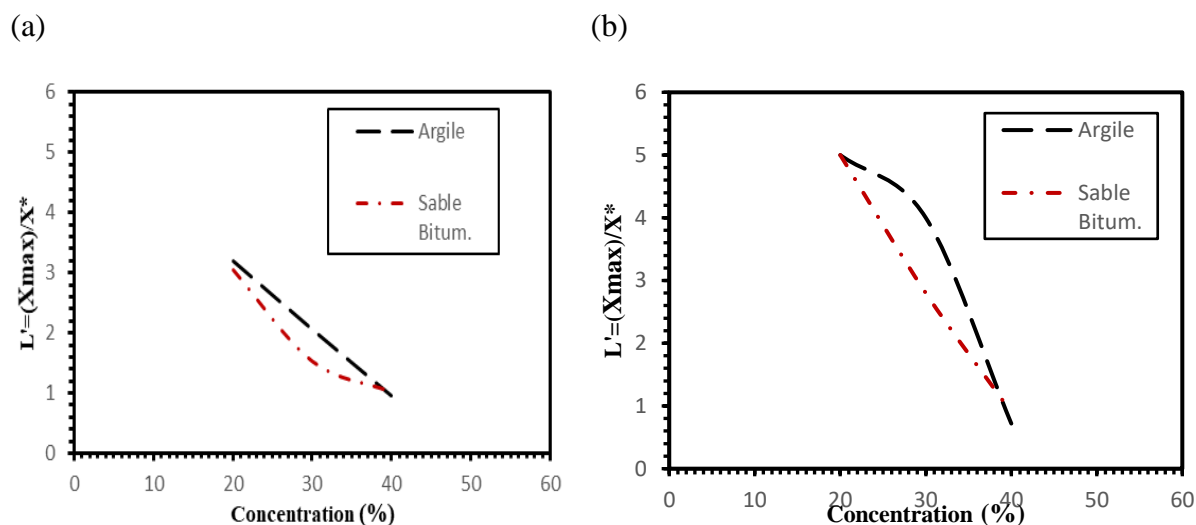 (a)
(b)
6
5
4
3
2
1
0
L'=(Xmax)/X*
Argile
Sable
Bitum.
0
10
20
30
40
50
60
Concentration (%)
6
5
4
3
2
1
0
L'=(Xmax)/X*
Argile
Sable
Bitum.
0
10
20
30
40
50
60
Concentration (%)